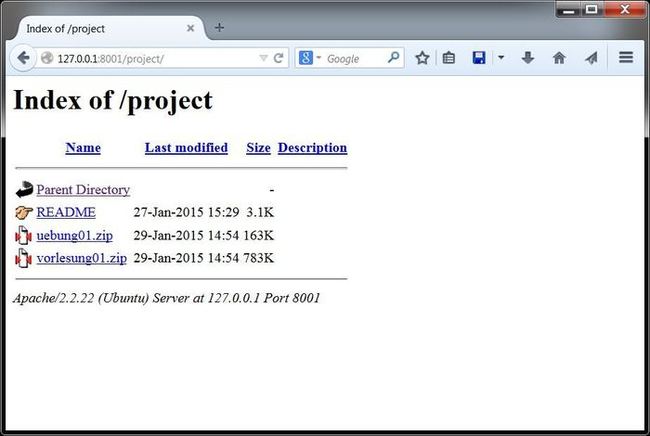 Index of /project
127.0.0.1:8001/project/
Google
Index of /project
Name Last modified Size Description
Parent Directory -
README 27-Jan-2015 15:29 3.1K
uebung01.zip 29-Jan-2015 14:54 163K
vorlesung01.zip 29-Jan-2015 14:54 783K
Apache/2.2.22 (Ubuntu) Server at 127.0.0.1 Port 8001